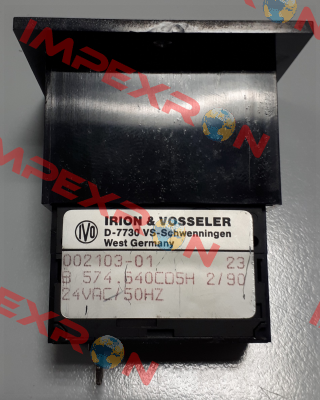 IMPEXRON
IVO
IRION & VOSSELER
D-7730 VS-Schwenningen
West Germany
002103-01 23
B 574.640CDSH 2/90
24VAC/50HZ
IMPEXRON
IMPEXRON